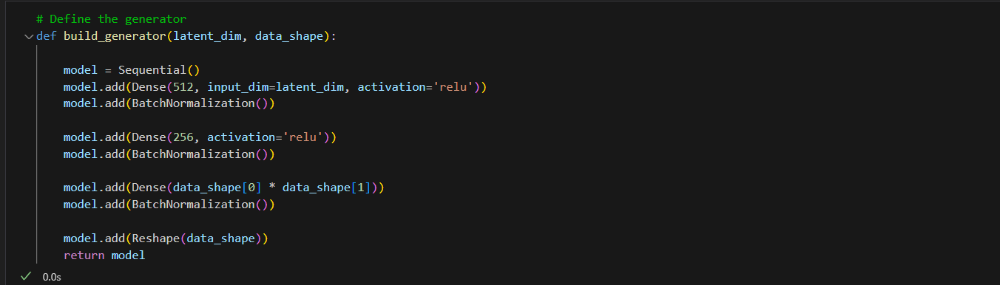 # Define the generator
def build_generator(latent_dim, data_shape):
model = Sequential()
model.add(Dense(512, input_dim=latent_dim, activation='relu'))
model.add(BatchNormalization())
model.add(Dense(256, activation='relu'))
model.add(BatchNormalization())
model.add(Dense(data_shape[0] * data_shape[1]))
model.add(BatchNormalization())
model.add(Reshape(data_shape))
return model
0.0s